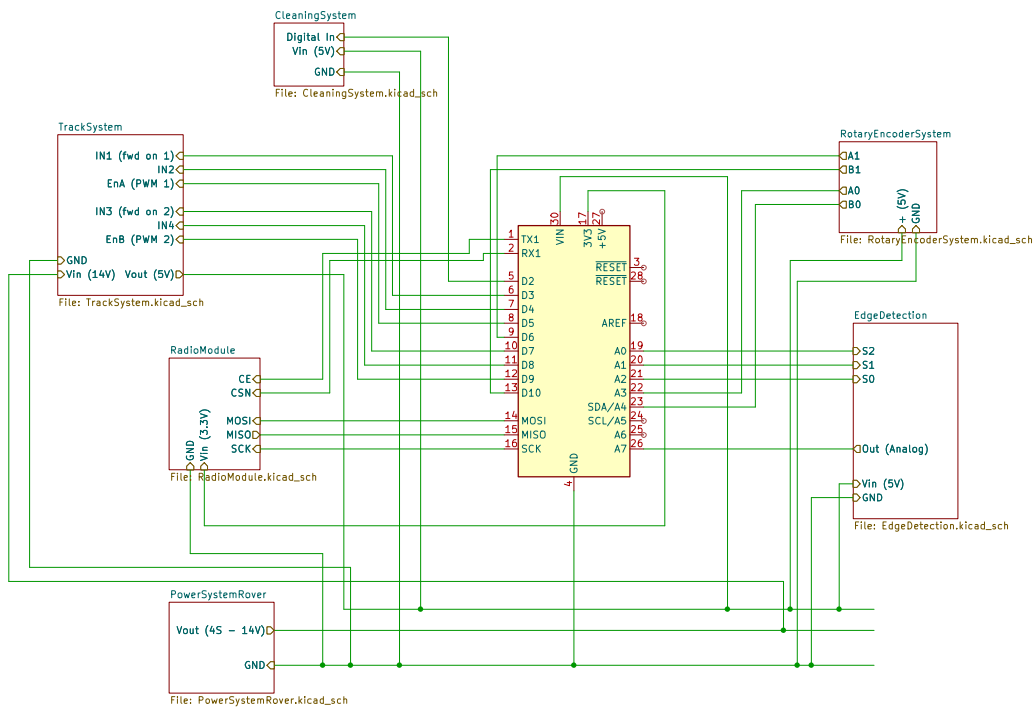 CleaningSystem
Digital In
Vin (5V)
GND
File: CleaningSystem.kicad_sch
TrackSystem
IN1 (fwd on 1)
IN2
EnA (PWM 1)
IN3 (fwd on 2)
IN4
EnB (PWM 2)
GND
Vin (14V) Vout (5V)
File: TrackSystem.kicad_sch
RotaryEncoderSystem
A1
B1
A0
B0
+ (5V)
GND
File: RotaryEncoderSystem.kicad_sch
30 17 27
VIN 3V3 +5V
1 TX1
2 RX1
5 D2
6 D3
7 D4
8 D5
9 D6
10 D7
11 D8
12 D9
13 D10
14 MOSI
15 MISO
16 SCK
RESET 3
RESET 28
AREF 18
A0 19
A1 20
A2 21
A3 22
SDA/A4 23
SCL/A5 24
A6 25
A7 26
GND
4
EdgeDetection
S2
S1
S0
Out (Analog)
Vin (5V)
GND
File: EdgeDetection.kicad_sch
RadioModule
CE
CSN
MOSI
MISO
SCK
GND
Vin (3.3V)
File: RadioModule.kicad_sch
PowerSystemRover
Vout (4S - 14V)
GND
File: PowerSystemRover.kicad_sch